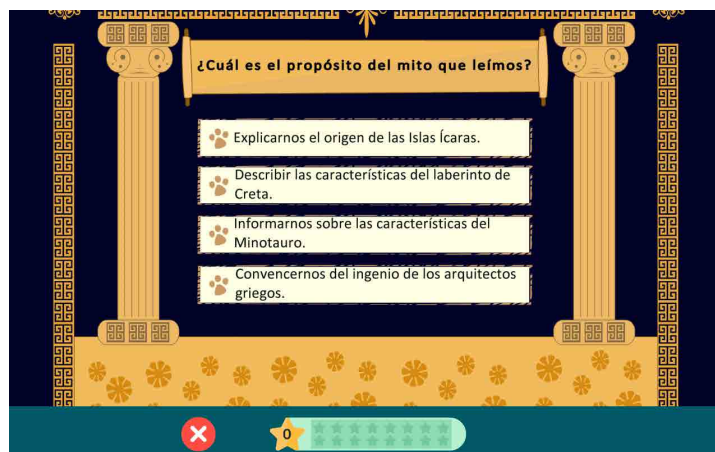 ¿Cuál es el propósito del mito que leímos?
Explicarnos el origen de las Islas Ícaras.
Describir las características del laberinto de
Creta.
Informarnos sobre las características del
Minotauro.
Convencernos del ingenio de los arquitectos
griegos.
0